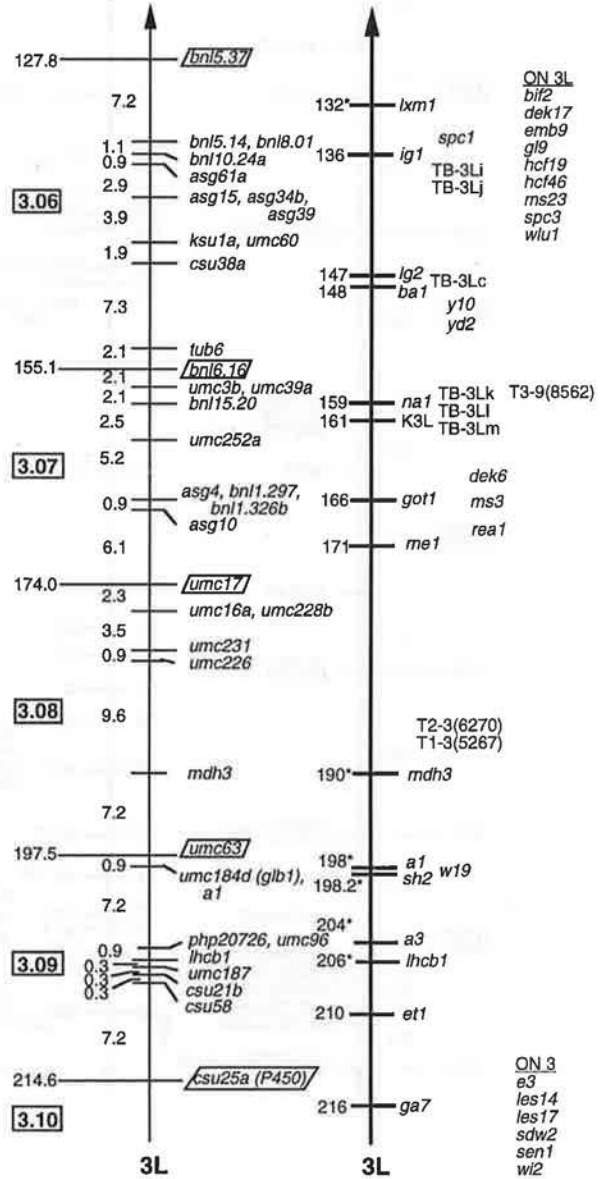 127.8
bnl5.37
7.2
1.1
bnl5.14, bnl8.01
0.9
bnl10.24a
asg61a
2.9
3.06
asg15, asg34b,
asg39
3.9
ksu1a, umc60
1.9
csu38a
7.3
2.1
tub6
155.1
bnl6.16
2.1
umc3b, umc39a
2.1
bnl15.20
2.5
umc252a
3.07
5.2
asg4, bnl1.297,
bnl1.326b
0.9
asg10
6.1
174.0
umc17
2.3
umc16a, umc228b
3.5
umc231
0.9
umc226
3.08
9.6
mdh3
7.2
197.5
umc63
0.9
umc184d (glb1),
a1
7.2
php20726, umc96
0.9
lhcb1
3.09
0.3
umc187
0.3
csu21b
0.3
csu58
7.2
214.6
csu25a (P450)
3.10
3L
132* lxm1
spc1
136 ig1
TB-3Li
TB-3Lj
147 lg2 TB-3Lc
148 ba1
y10
yd2
159 na1 TB-3Lk T3-9(8562)
161 K3L TB-3Ll
TB-3Lm
dek6
166 got1 ms3
rea1
171 me1
T2-3(6270)
T1-3(5267)
190* mdh3
198* a1
w19
198.2* sh2
204* a3
206* lhcb1
210 et1
216 ga7
3L
ON 3L
bif2
dek17
emb9
gl9
hcf19
hcf46
ms23
spc3
wlu1
ON 3
e3
les14
les17
sdw2
sen1
wi2